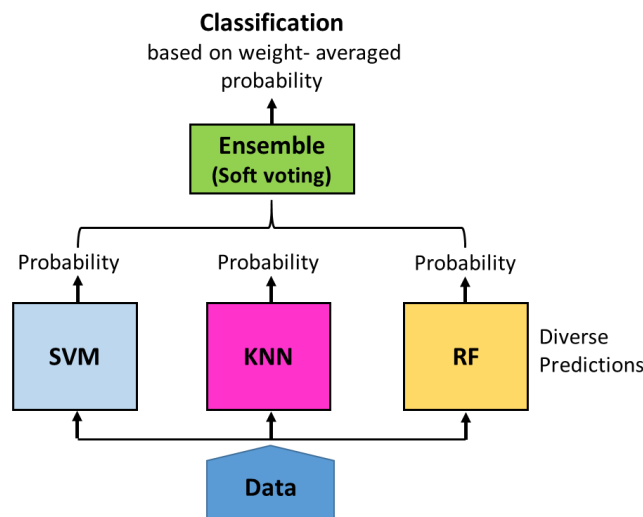 Classification
based on weight- averaged
probability
Ensemble
(Soft voting)
Probability
Probability
Probability
SVM
KNN
RF
Diverse
Predictions
Data